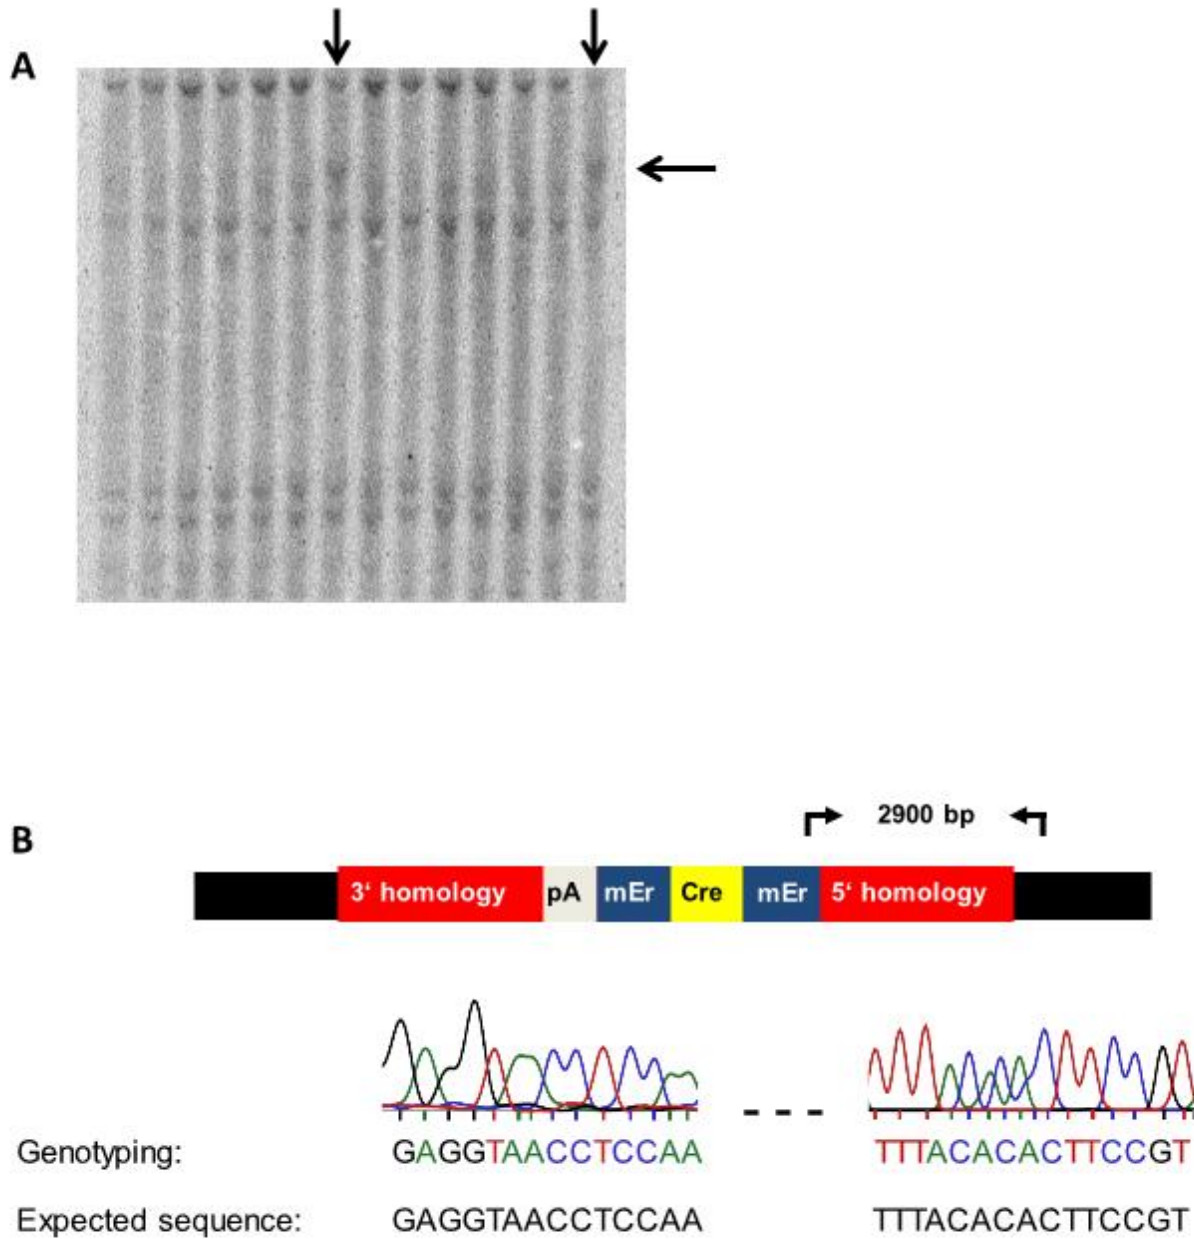 A
B
2900 bp
3‘ homology pA mEr Cre mEr 5‘ homology
Genotyping: GAGGTAACCTCCAA TTTACACACTTCCGT
Expected sequence: GAGGTAACCTCCAA TTTACACACTTCCGT